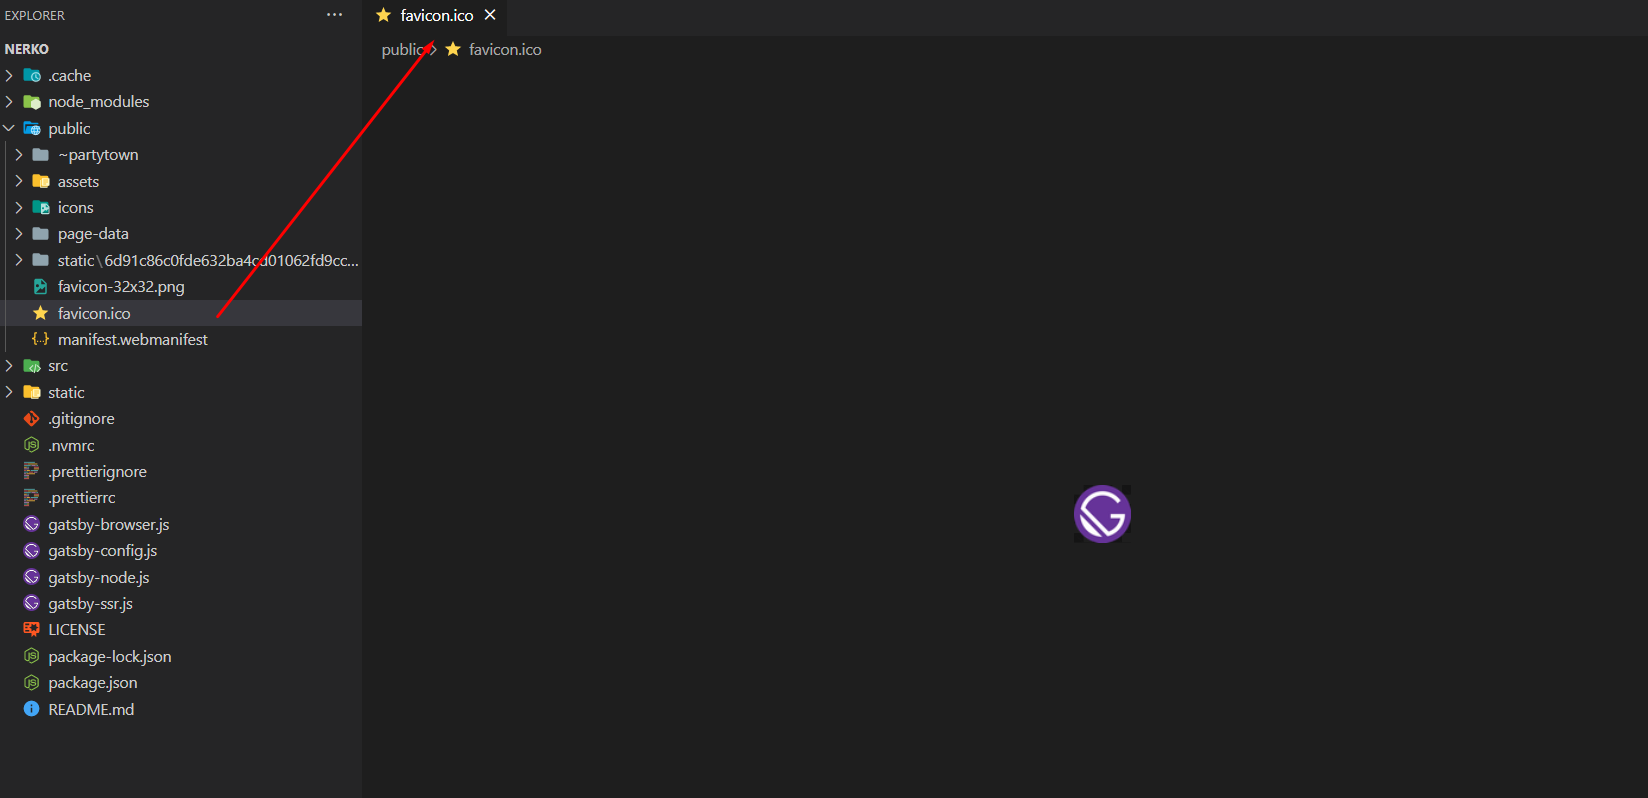 EXPLORER
NERKO
.cache
node_modules
public
~partytown
assets
icons
page-data
static\6d91c86c0fde632ba4cd01062fd9cc...
favicon-32x32.png
favicon.ico
manifest.webmanifest
src
static
.gitignore
.nvmrc
.prettierignore
.prettierrc
gatsby-browser.js
gatsby-config.js
gatsby-node.js
gatsby-ssr.js
LICENSE
package-lock.json
package.json
README.md
favicon.ico
public > favicon.ico